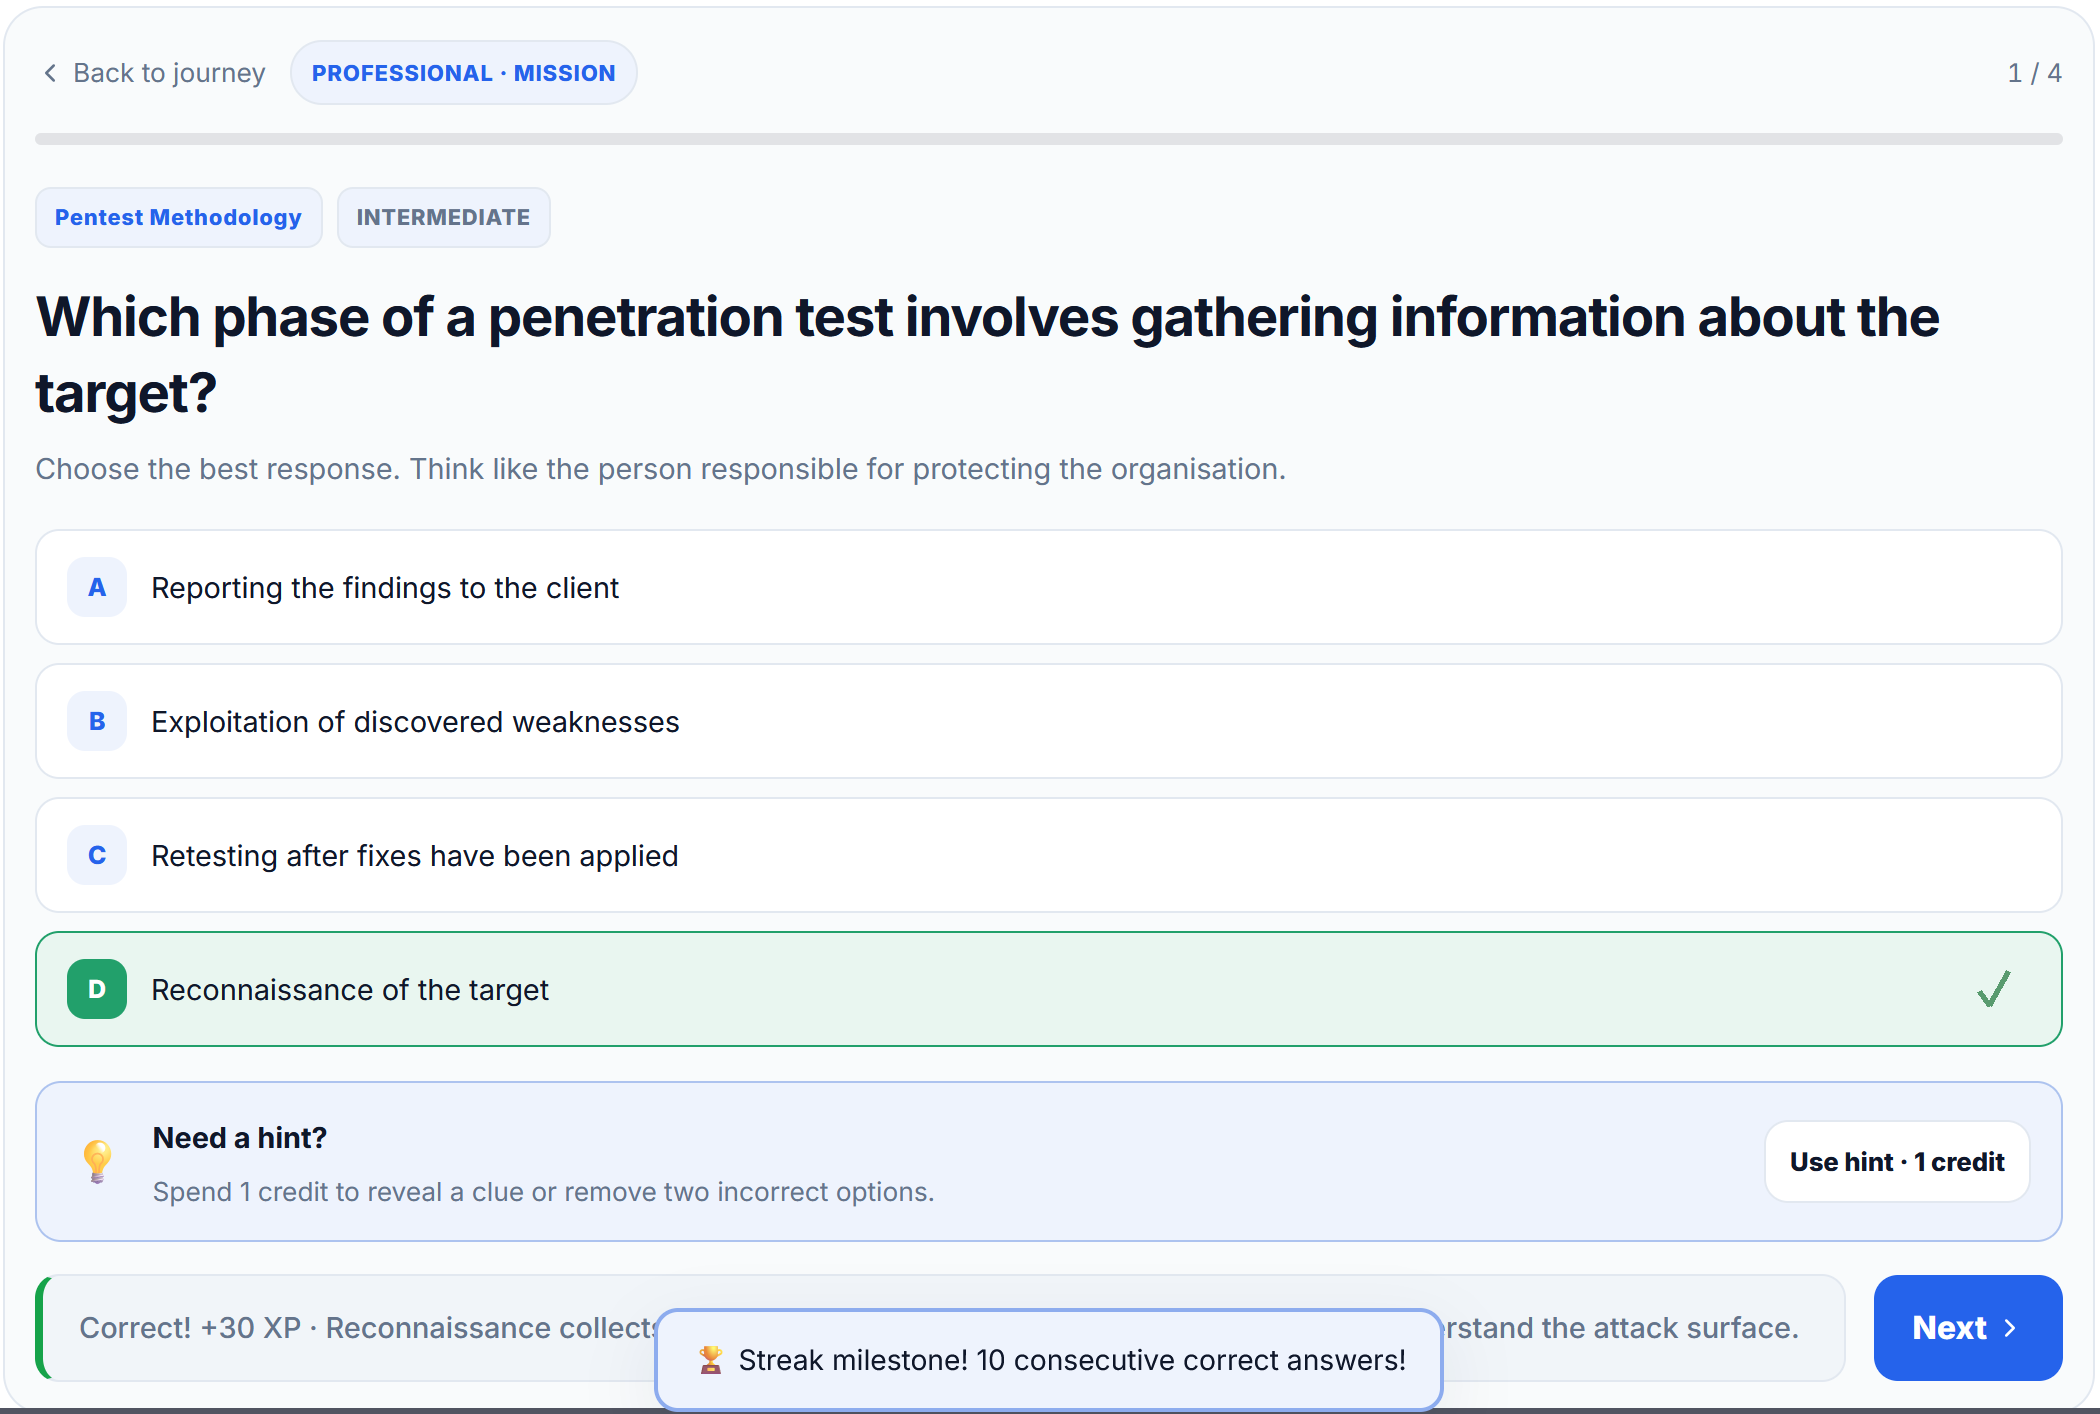 Back to journey
PROFESSIONAL · MISSION
1 / 4
Pentest Methodology
INTERMEDIATE
Which phase of a penetration test involves gathering information about the
target?
Choose the best response. Think like the person responsible for protecting the organisation.
A
Reporting the findings to the client
B
Exploitation of discovered weaknesses
C
Retesting after fixes have been applied
D
Reconnaissance of the target
Need a hint?
Spend 1 credit to reveal a clue or remove two incorrect options.
Use hint · 1 credit
Correct! +30 XP · Reconnaissance collects
the attack surface.
Next
Streak milestone! 10 consecutive correct answers!